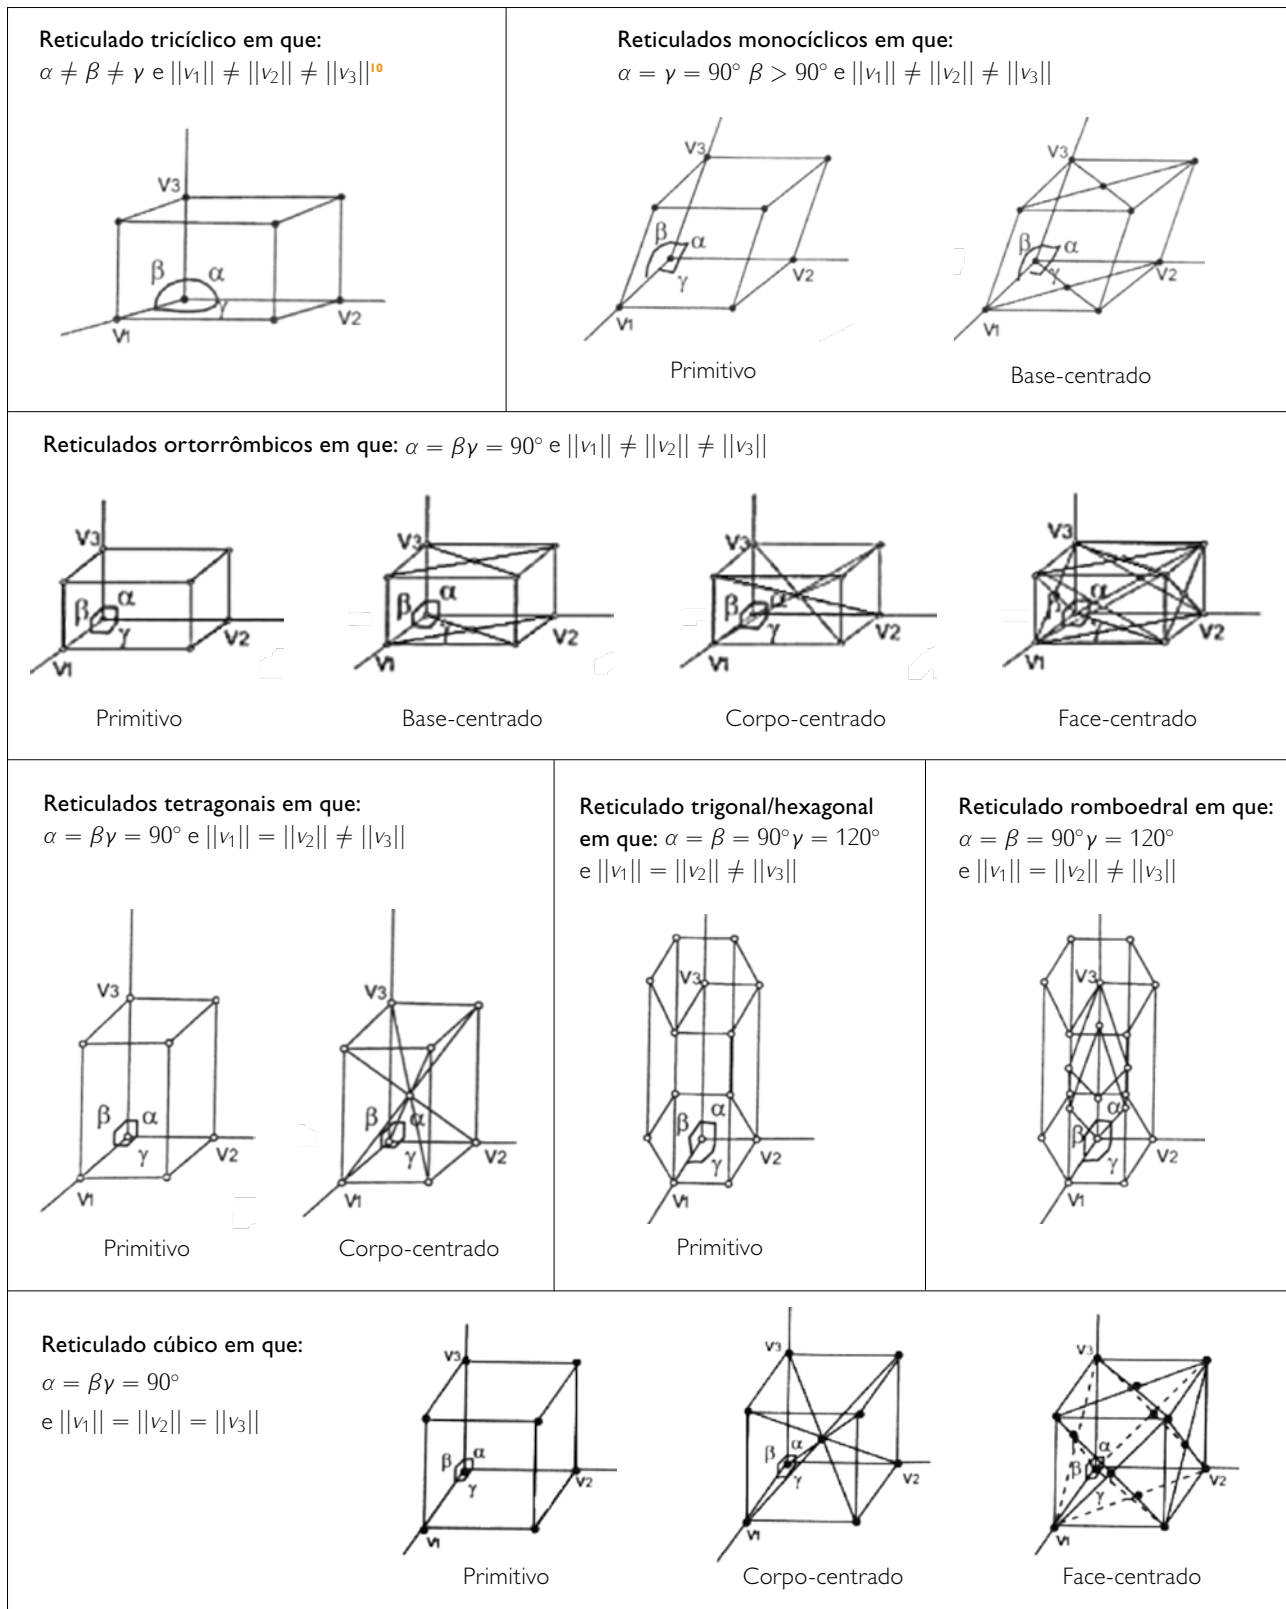 Reticulado tricíclico em que:
α ≠ β ≠ γ e ||v₁|| ≠ ||v₂|| ≠ ||v₃||¹⁰
V3
β α
γ
V1
V2
Reticulados monocíclicos em que:
α = γ = 90° β > 90° e ||v₁|| ≠ ||v₂|| ≠ ||v₃||
V3
β α
γ
V2
V1
Primitivo
V3
β α
γ
V2
V1
Base-centrado
Reticulados ortorrômbicos em que: α = βγ = 90° e ||v₁|| ≠ ||v₂|| ≠ ||v₃||
V3
β α
γ
V2
V1
Primitivo
V3
β α
γ
V2
V1
Base-centrado
V3
β α
γ
V2
V1
Corpo-centrado
V3
β α
γ
V2
V1
Face-centrado
Reticulados tetragonais em que:
α = βγ = 90° e ||v₁|| = ||v₂|| ≠ ||v₃||
V3
β α
γ
V2
V1
Primitivo
V3
β α
γ
V2
V1
Corpo-centrado
Reticulado trigonal/hexagonal
em que: α = β = 90°γ = 120°
e ||v₁|| = ||v₂|| ≠ ||v₃||
V3
α
β
γ
V2
V1
Primitivo
Reticulado romboedral em que:
α = β = 90°γ = 120°
e ||v₁|| = ||v₂|| ≠ ||v₃||
V3
α
β
γ
V2
V1
Reticulado cúbico em que:
α = βγ = 90°
e ||v₁|| = ||v₂|| = ||v₃||
V3
β α
γ
V2
V1
Primitivo
V3
β α
γ
V2
V1
Corpo-centrado
V3
β α
γ
V2
V1
Face-centrado